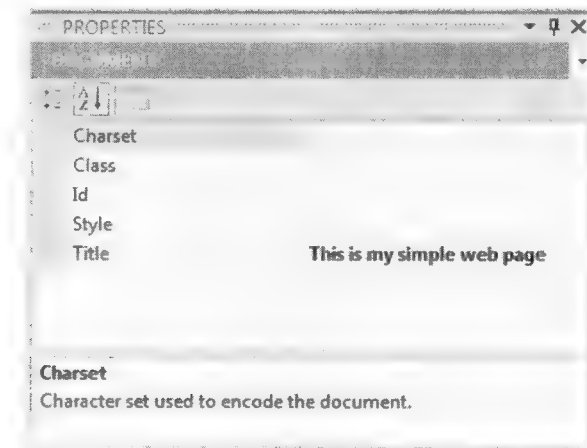 PROPERTIES
Charset
Class
Id
Style
Title This is my simple web page
Charset
Character set used to encode the document.